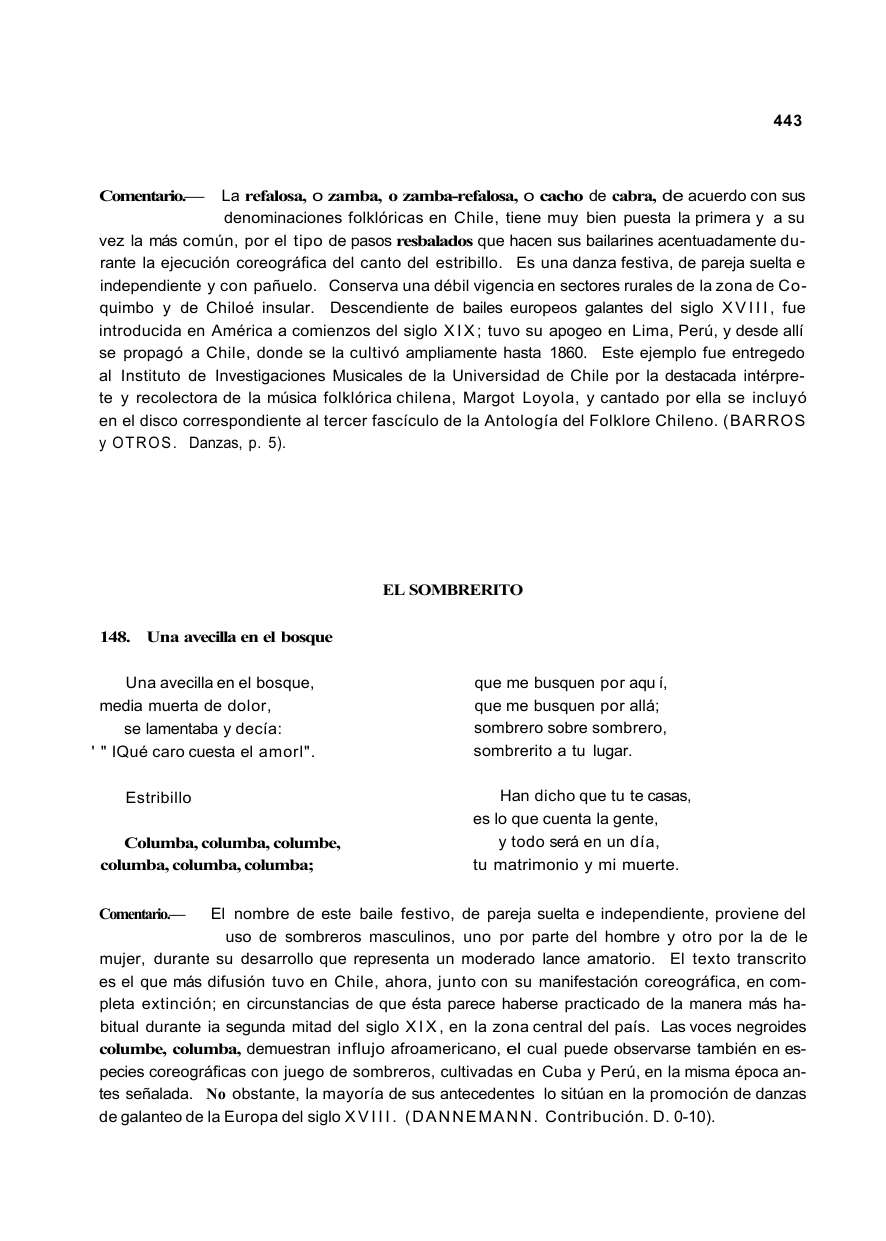 443
Comentario.— La refalosa, o zamba, o zamba-refalosa, o cacho de cabra, de acuerdo con sus
denominaciones folklóricas en Chile, tiene muy bien puesta la primera y a su
vez la más común, por el tipo de pasos resbalados que hacen sus bailarines acentuadamente du-
rante la ejecución coreográfica del canto del estribillo. Es una danza festiva, de pareja suelta e
independiente y con pañuelo. Conserva una débil vigencia en sectores rurales de la zona de Co-
quimbo y de Chiloé insular. Descendiente de bailes europeos galantes del siglo XVIII, fue
introducida en América a comienzos del siglo XIX; tuvo su apogeo en Lima, Perú, y desde allí
se propagó a Chile, donde se la cultivó ampliamente hasta 1860. Este ejemplo fue entregedo
al Instituto de Investigaciones Musicales de la Universidad de Chile por la destacada intérpre-
te y recolectora de la música folklórica chilena, Margot Loyola, y cantado por ella se incluyó
en el disco correspondiente al tercer fascículo de la Antología del Folklore Chileno. (BARROS
y OTROS. Danzas, p. 5).
EL SOMBRERITO
148. Una avecilla en el bosque
Una avecilla en el bosque,
media muerta de dolor,
se lamentaba y decía:
' " IQué caro cuesta el amorI".
Estribillo
Columba, columba, columbe,
columba, columba, columba;
que me busquen por aqu í,
que me busquen por allá;
sombrero sobre sombrero,
sombrerito a tu lugar.
Han dicho que tu te casas,
es lo que cuenta la gente,
y todo será en un día,
tu matrimonio y mi muerte.
Comentario.— El nombre de este baile festivo, de pareja suelta e independiente, proviene del
uso de sombreros masculinos, uno por parte del hombre y otro por la de le
mujer, durante su desarrollo que representa un moderado lance amatorio. El texto transcrito
es el que más difusión tuvo en Chile, ahora, junto con su manifestación coreográfica, en com-
pleta extinción; en circunstancias de que ésta parece haberse practicado de la manera más ha-
bitual durante ia segunda mitad del siglo XIX, en la zona central del país. Las voces negroides
columbe, columba, demuestran influjo afroamericano, el cual puede observarse también en es-
pecies coreográficas con juego de sombreros, cultivadas en Cuba y Perú, en la misma época an-
tes señalada. No obstante, la mayoría de sus antecedentes lo sitúan en la promoción de danzas
de galanteo de la Europa del siglo XVIII. (DANNEMANN. Contribución. D. 0-10).